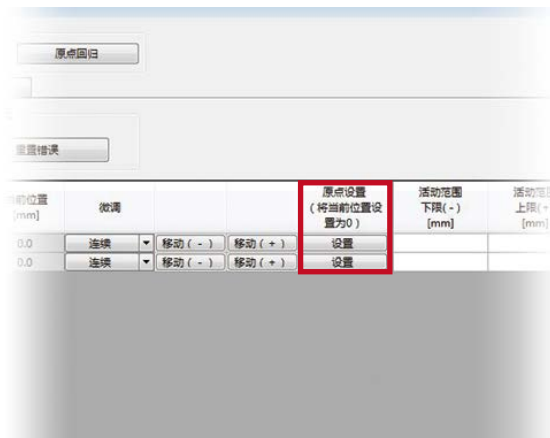 原点回归
重置错误
当前位置
[mm]
微调
原点设置
(将当前位置设
置为0)
活动范围
下限(-)
[mm]
活动范围
上限(+
[mm]
0.0
连续
移动(-)
移动(+)
设置
0.0
连续
移动(-)
移动(+)
设置